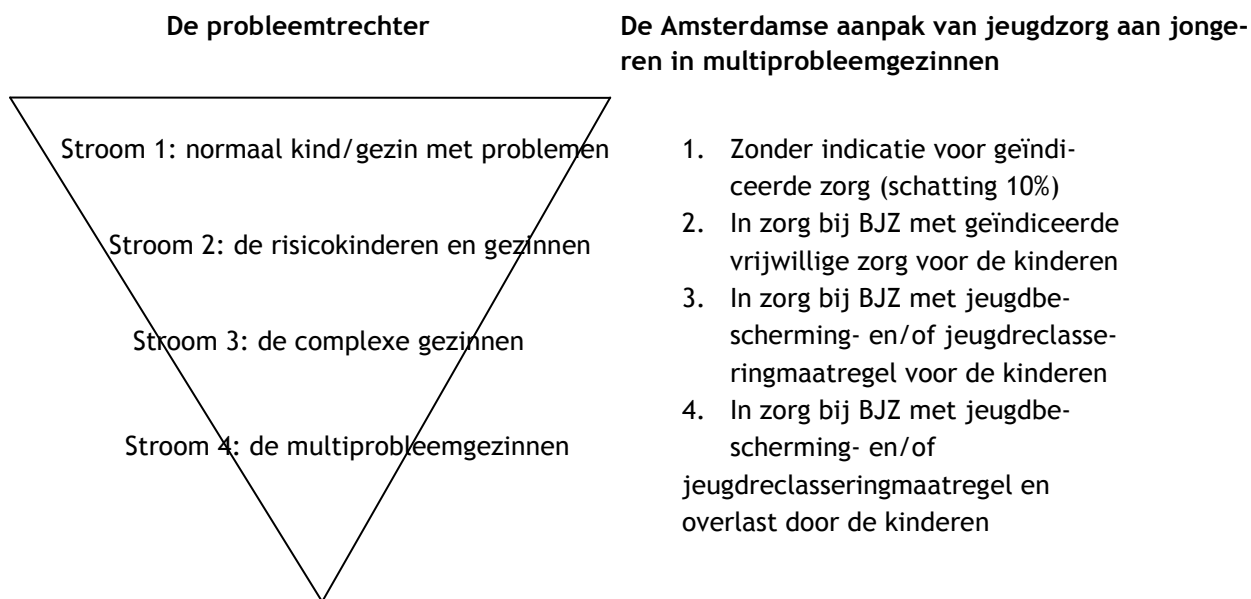 De probleemtrechter
Stroom 1: normaal kind/gezin met problemen
Stroom 2: de risicokinderen en gezinnen
Stroom 3: de complexe gezinnen
Stroom 4: de multiprobleemgezinnen
De Amsterdamse aanpak van jeugdzorg aan jonge-
ren in multiprobleemgezinnen
1. Zonder indicatie voor geïndi-
ceerde zorg (schatting 10%)
2. In zorg bij BJZ met geïndiceerde
vrijwillige zorg voor de kinderen
3. In zorg bij BJZ met jeugdbe-
scherming- en/of jeugdreclasse-
ringmaatregel voor de kinderen
4. In zorg bij BJZ met jeugdbe-
scherming- en/of
jeugdreclasseringmaatregel en
overlast door de kinderen